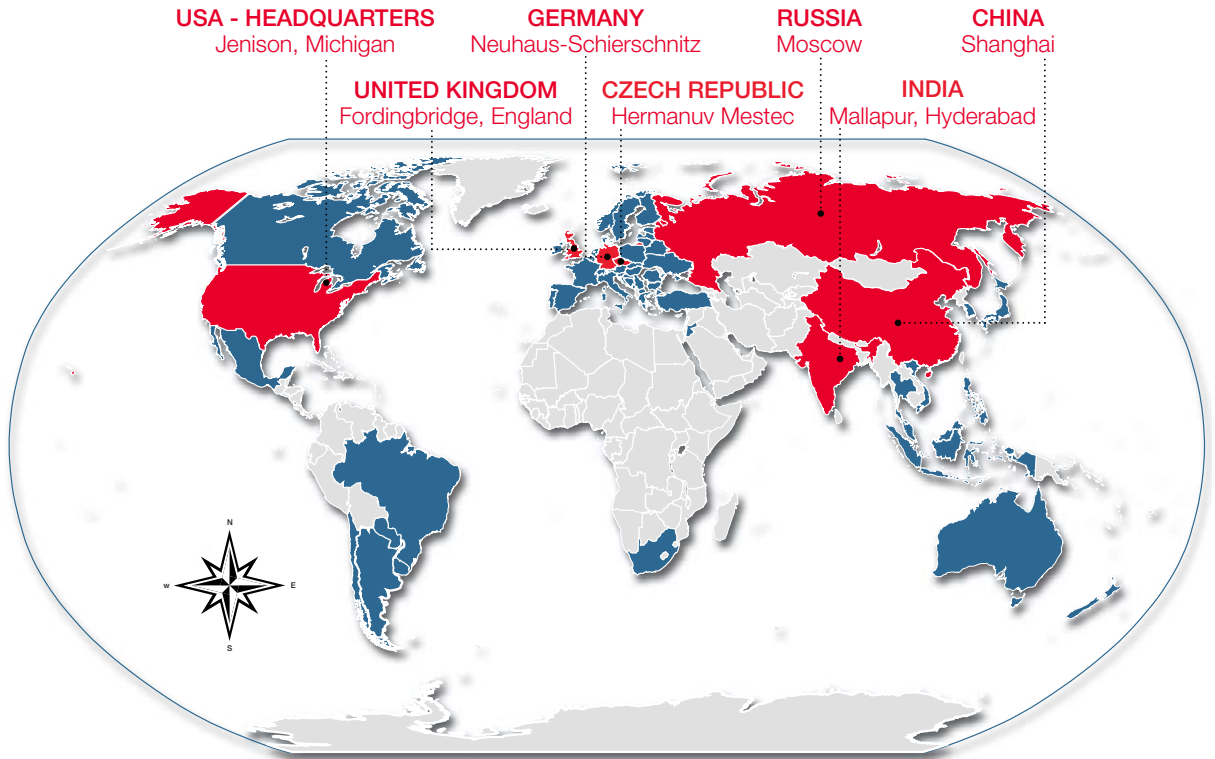 USA - HEADQUARTERS
Jenison, Michigan
GERMANY
Neuhaus-Schierschnitz
RUSSIA
Moscow
CHINA
Shanghai
UNITED KINGDOM
Fordingbridge, England
CZECH REPUBLIC
Hermanuv Mestec
INDIA
Mallapur, Hyderabad
N
W
E
S